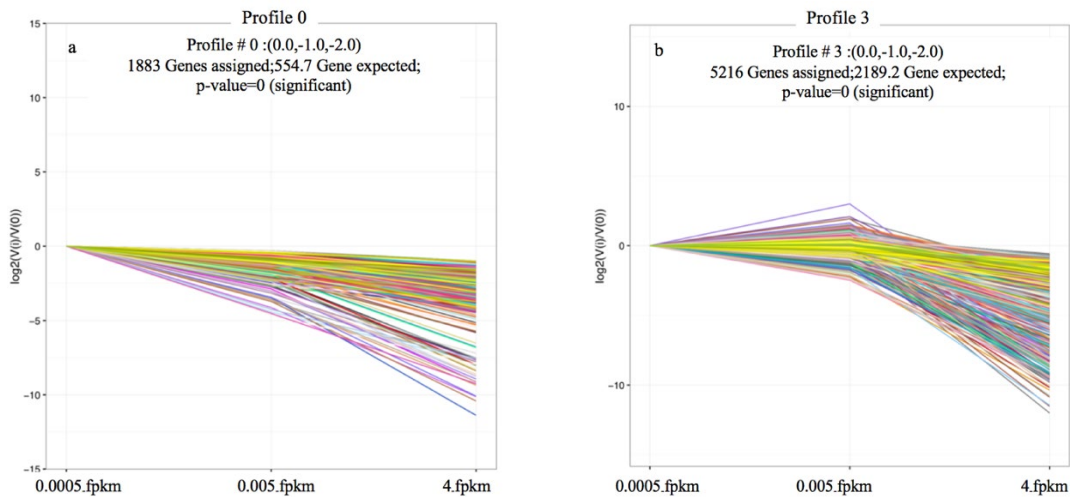 Profile 0
a
Profile # 0 :(0.0,-1.0,-2.0)
1883 Genes assigned;554.7 Gene expected;
p-value=0 (significant)
log2(V(i)/V(0))
15
10
5
0
−5
−10
−15
0.0005.fpkm
0.005.fpkm
4.fpkm
Profile 3
b
Profile # 3 :(0.0,-1.0,-2.0)
5216 Genes assigned;2189.2 Gene expected;
p-value=0 (significant)
log2(V(i)/V(0))
10
0
−10
0.0005.fpkm
0.005.fpkm
4.fpkm